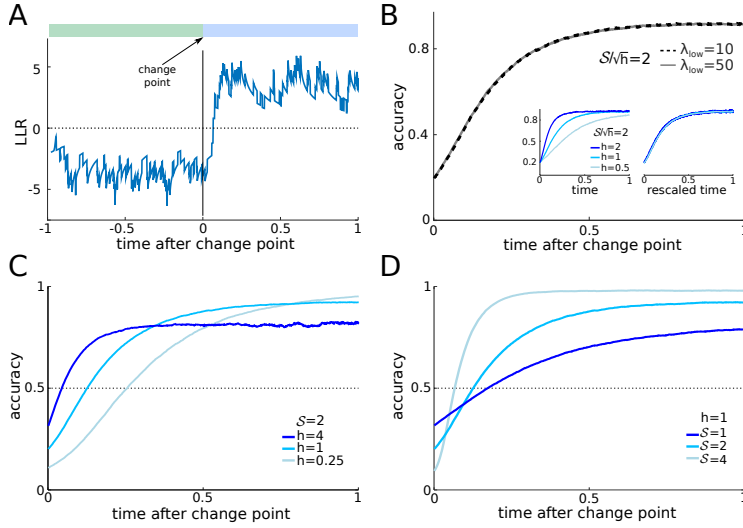 A
change
point
LLR
5
0
-5
-1
-0.5
0
0.5
1
time after change point
B
accuracy
0.8
0.4
0
0
0.5
1
time after change point
𝒮/√h=2
λlow=10
λlow=50
0.8
0.6
0.4
0.2
𝒮/√h=2
h=2
h=1
h=0.5
0
0.5
1
time
0
0.5
1
rescaled time
C
accuracy
1
0.5
0
0
0.5
1
time after change point
𝒮=2
h=4
h=1
h=0.25
D
accuracy
1
0.5
0
0
0.5
1
time after change point
h=1
𝒮=1
𝒮=2
𝒮=4